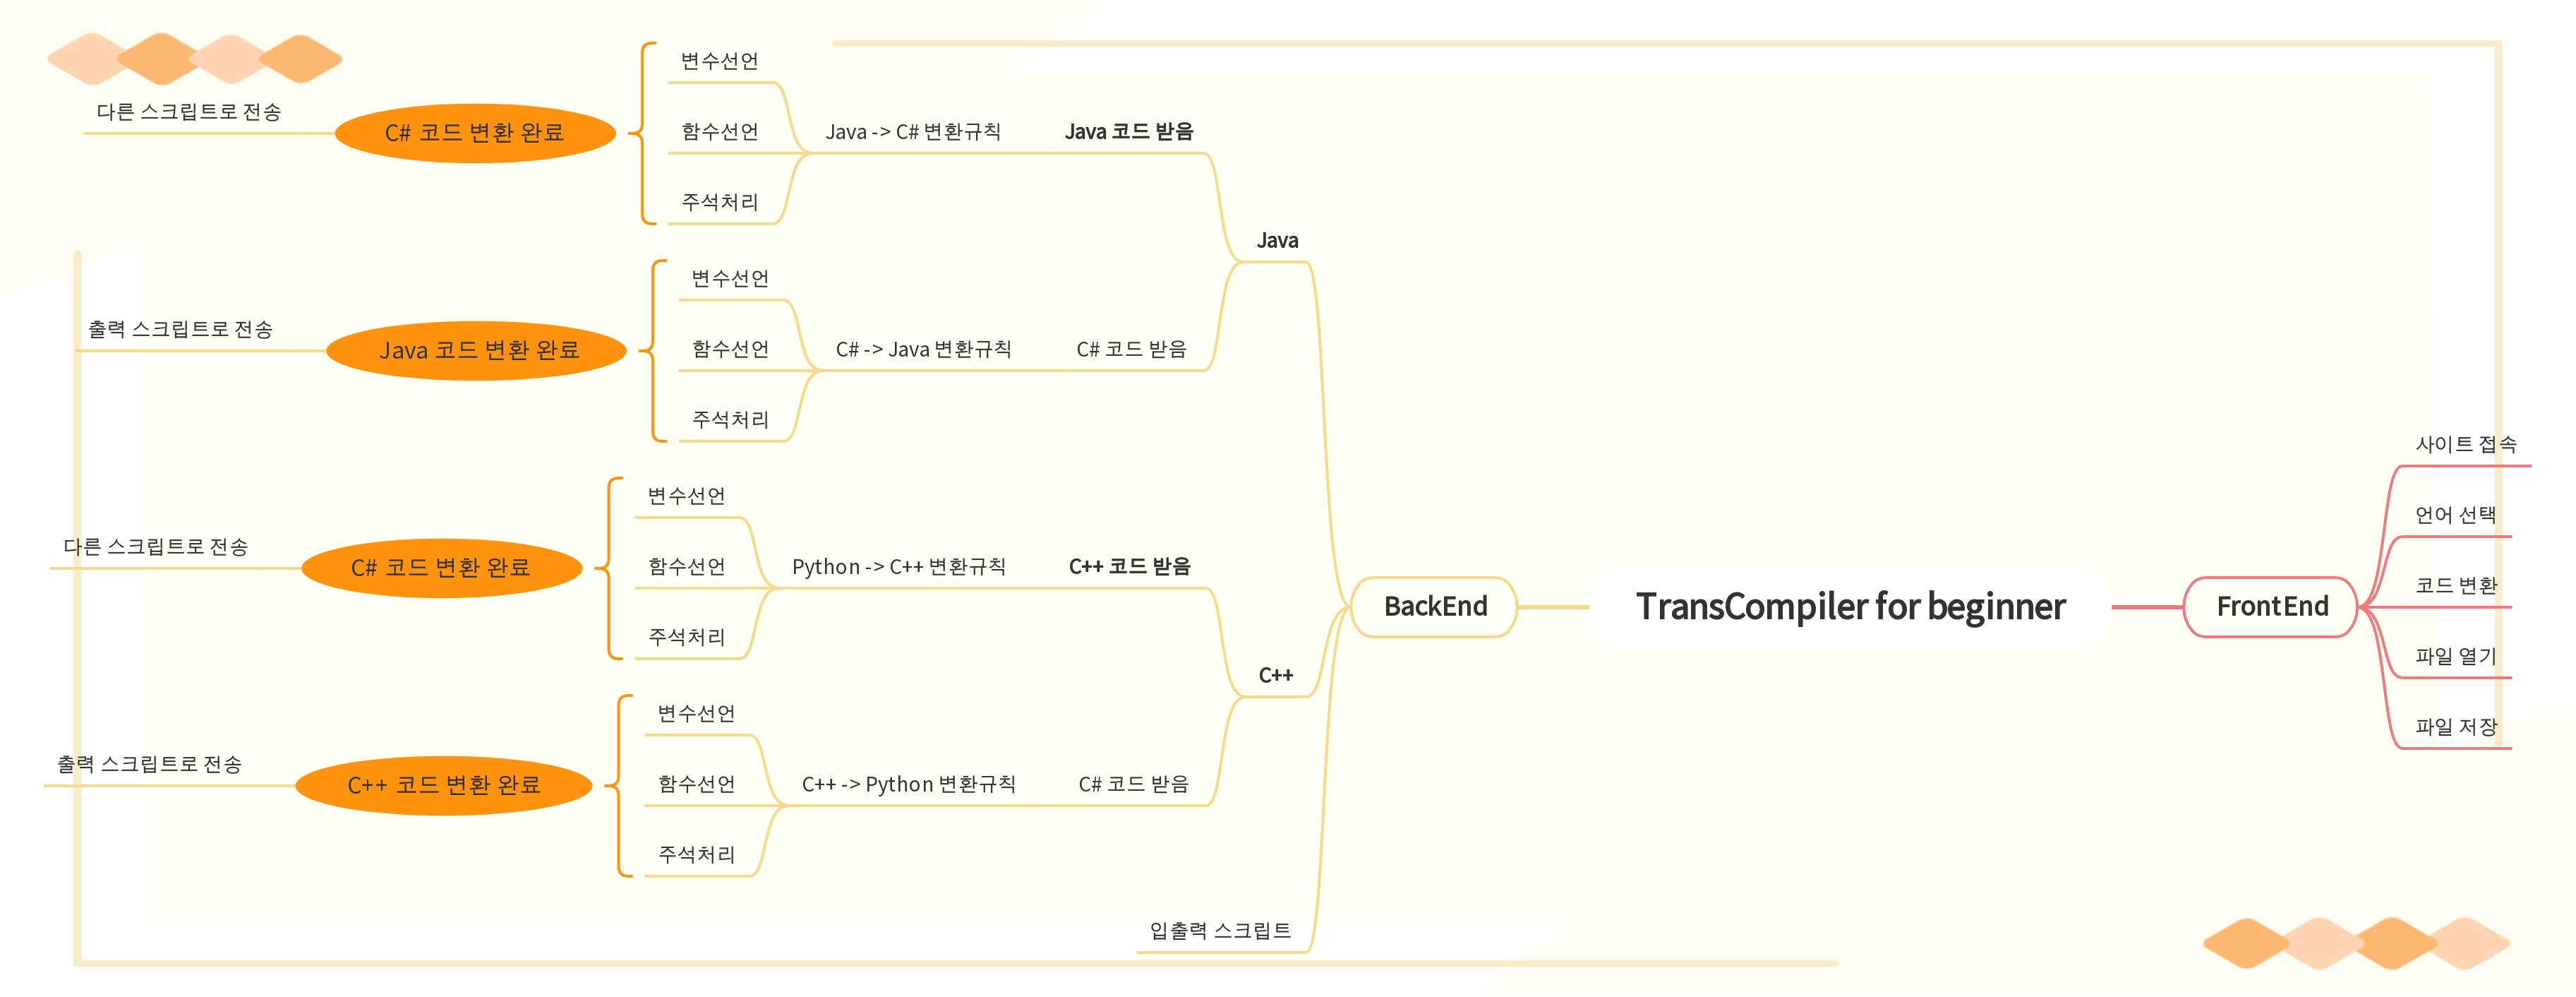 TransCompiler for beginner
BackEnd
Java
Java 코드 받음
Java -> C# 변환규칙
변수선언
함수선언
주석처리
C# 코드 변환 완료
다른 스크립트로 전송
C# 코드 받음
C# -> Java 변환규칙
변수선언
함수선언
주석처리
Java 코드 변환 완료
출력 스크립트로 전송
C++
C++ 코드 받음
Python -> C++ 변환규칙
변수선언
함수선언
주석처리
C# 코드 변환 완료
다른 스크립트로 전송
C# 코드 받음
C++ -> Python 변환규칙
변수선언
함수선언
주석처리
C++ 코드 변환 완료
출력 스크립트로 전송
입출력 스크립트
FrontEnd
사이트 접속
언어 선택
코드 변환
파일 열기
파일 저장